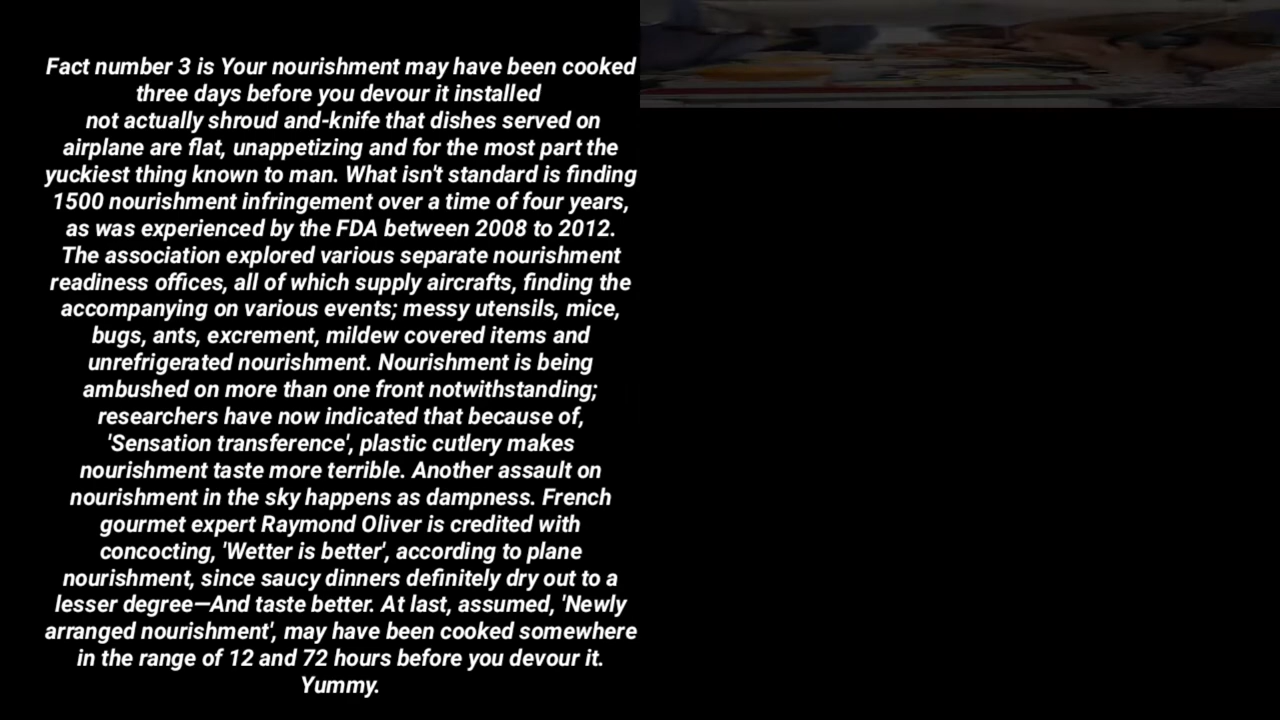 Fact number 3 is Your nourishment may have been cooked
three days before you devour it installed
not actually shroud and-knife that dishes served on
airplane are flat, unappetizing and for the most part the
yuckiest thing known to man. What isn't standard is finding
1500 nourishment infringement over a time of four years,
as was experienced by the FDA between 2008 to 2012.
The association explored various separate nourishment
readiness offices, all of which supply aircrafts, finding the
accompanying on various events; messy utensils, mice,
bugs, ants, excrement, mildew covered items and
unrefrigerated nourishment. Nourishment is being
ambushed on more than one front notwithstanding;
researchers have now indicated that because of,
'Sensation transference', plastic cutlery makes
nourishment taste more terrible. Another assault on
nourishment in the sky happens as dampness. French
gourmet expert Raymond Oliver is credited with
concocting, 'Wetter is better', according to plane
nourishment, since saucy dinners definitely dry out to a
lesser degree—And taste better. At last, assumed, 'Newly
arranged nourishment', may have been cooked somewhere
in the range of 12 and 72 hours before you devour it.
Yummy.